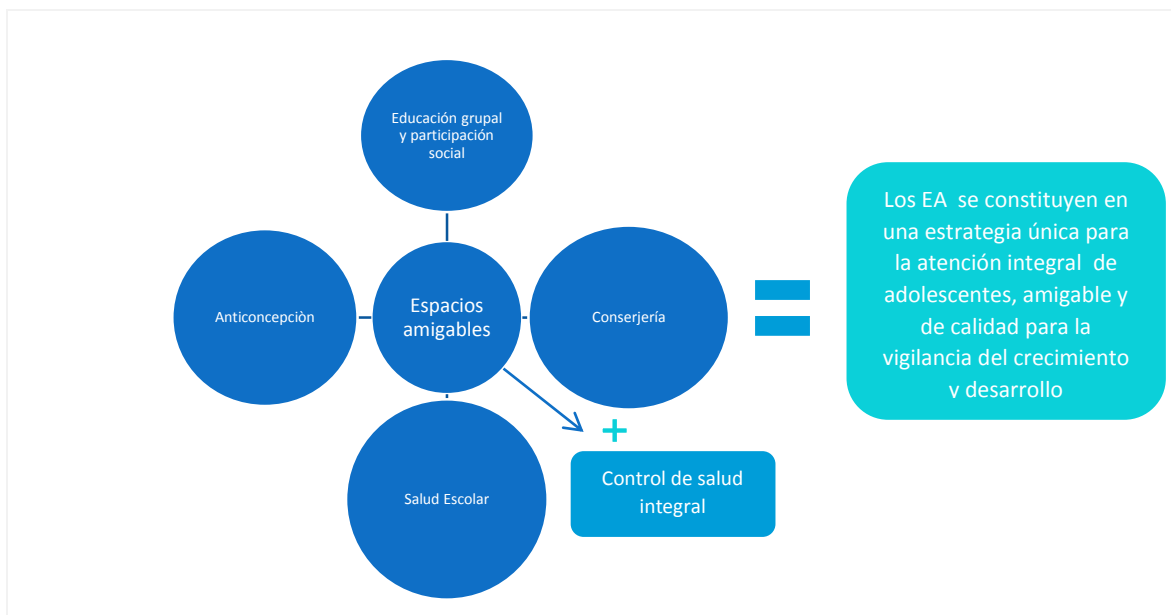 Educación grupal
y participación
social
Anticoncepciòn
Espacios
amigables
Conserjería
Salud Escolar
+
Control de salud
integral
=
Los EA se constituyen en
una estrategia única para
la atención integral de
adolescentes, amigable y
de calidad para la
vigilancia del crecimiento
y desarrollo